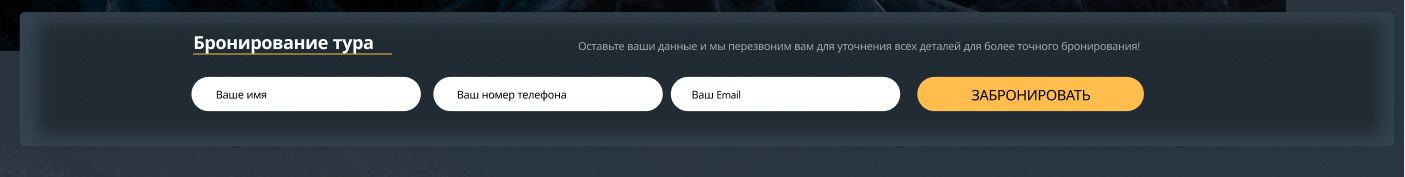 Бронирование тура
Оставьте ваши данные и мы перезвоним вам для уточнения всех деталей для более точного бронирования!
Ваше имя
Ваш номер телефона
Ваш Email
ЗАБРОНИРОВАТЬ